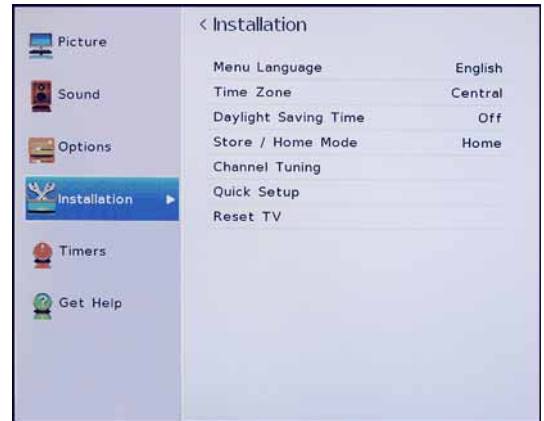 Picture
Sound
Options
Installation
Timers
Get Help
< Installation
Menu Language English
Time Zone Central
Daylight Saving Time Off
Store / Home Mode Home
Channel Tuning
Quick Setup
Reset TV